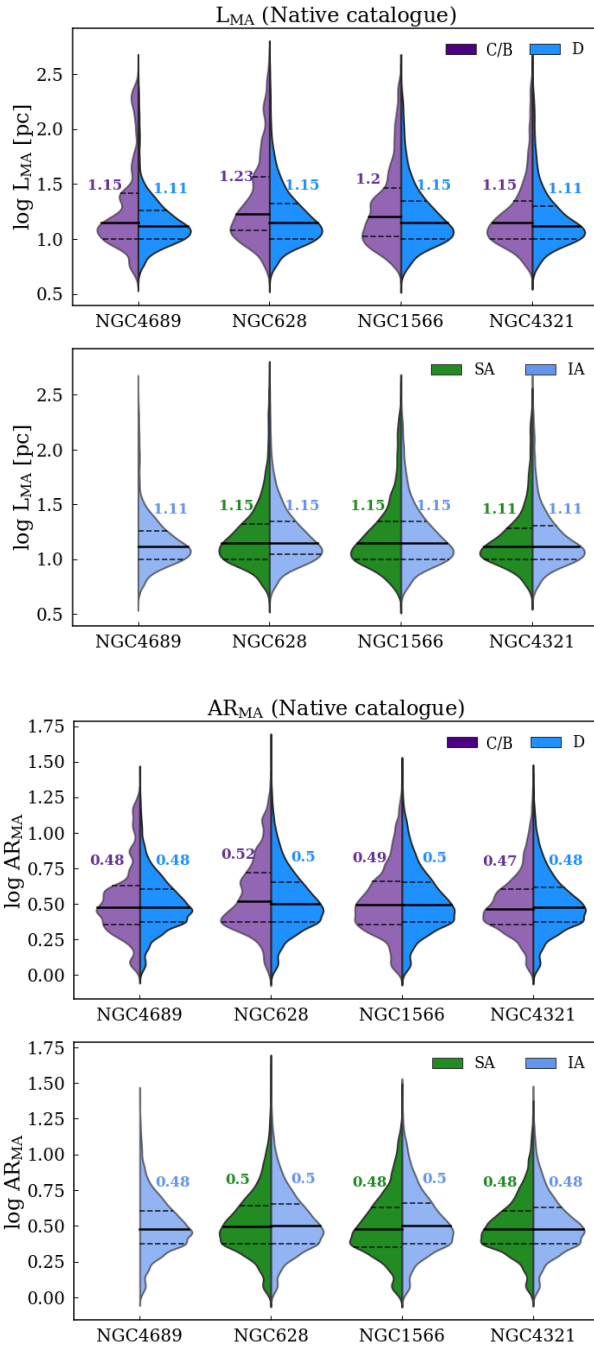 L_MA (Native catalogue)
C/B D
2.5
2.0
1.5
1.0
0.5
log L_MA [pc]
1.15 1.11 1.23 1.15 1.2 1.15 1.15 1.11
NGC4689 NGC628 NGC1566 NGC4321
SA IA
2.5
2.0
1.5
1.0
0.5
log L_MA [pc]
1.11 1.15 1.15 1.15 1.15 1.11 1.11
NGC4689 NGC628 NGC1566 NGC4321
AR_MA (Native catalogue)
C/B D
1.75
1.50
1.25
1.00
0.75
0.50
0.25
0.00
log AR_MA
0.48 0.48 0.52 0.5 0.49 0.5 0.47 0.48
NGC4689 NGC628 NGC1566 NGC4321
SA IA
1.75
1.50
1.25
1.00
0.75
0.50
0.25
0.00
log AR_MA
0.48 0.5 0.5 0.48 0.5 0.48 0.48
NGC4689 NGC628 NGC1566 NGC4321